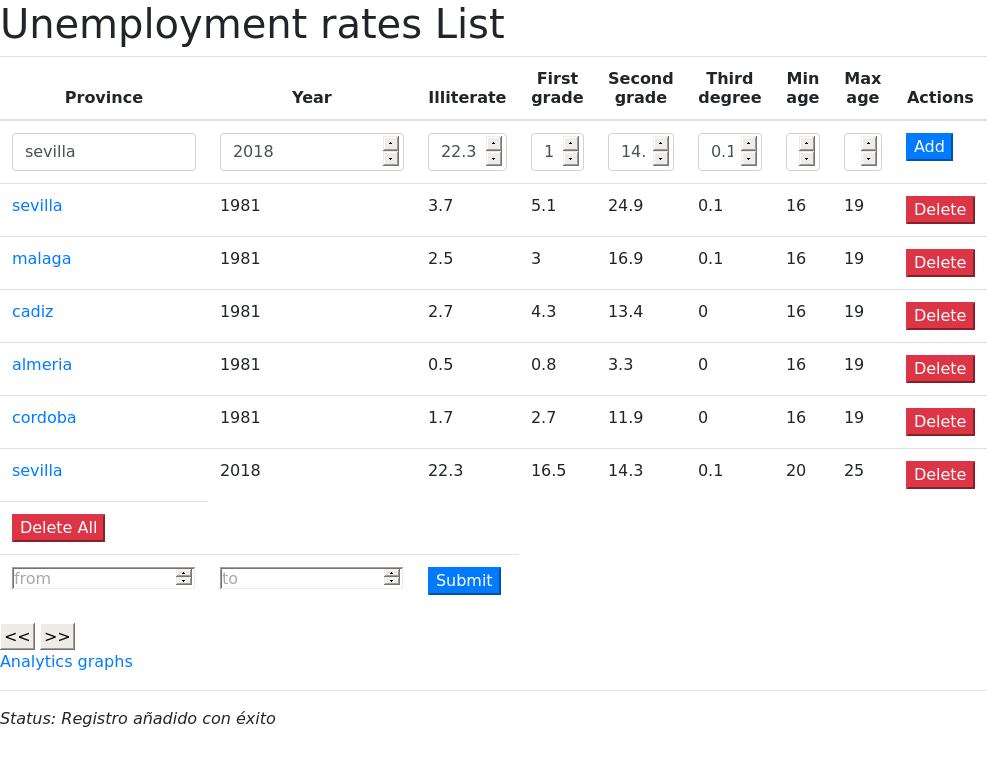 Unemployment rates List
Province Year Illiterate First grade Second grade Third degree Min age Max age Actions
sevilla 2018 22.3 1 14. 0.1 Add
sevilla 1981 3.7 5.1 24.9 0.1 16 19 Delete
malaga 1981 2.5 3 16.9 0.1 16 19 Delete
cadiz 1981 2.7 4.3 13.4 0 16 19 Delete
almeria 1981 0.5 0.8 3.3 0 16 19 Delete
cordoba 1981 1.7 2.7 11.9 0 16 19 Delete
sevilla 2018 22.3 16.5 14.3 0.1 20 25 Delete
Delete All
from to Submit
<< >>
Analytics graphs
Status: Registro añadido con éxito